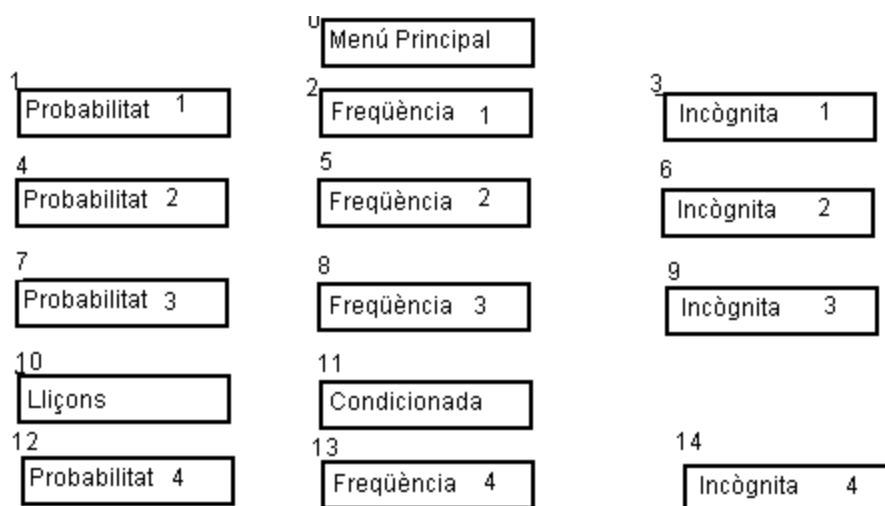 0
Menú Principal
1
2
3
Probabilitat 1
Freqüència 1
Incògnita 1
4
5
6
Probabilitat 2
Freqüència 2
Incògnita 2
7
8
9
Probabilitat 3
Freqüència 3
Incògnita 3
10
11
Lliçons
Condicionada
12
13
14
Probabilitat 4
Freqüència 4
Incògnita 4